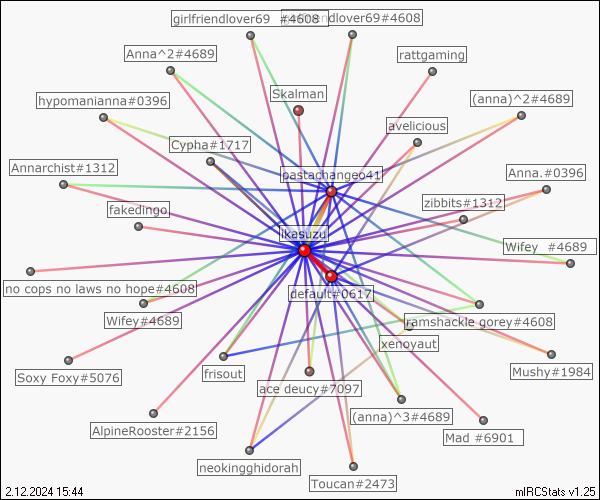 girlfriendlover69 #4608
girlfriendlover69#4608
Anna^2#4689
rattgaming
Skalman
hypomanianna#0396
(anna)^2#4689
avelicious
Cypha#1717
Annarchist#1312
pastachangeo41
Anna.#0396
zibbits#1312
fakedingo
ikasuzu
Wifey #4689
no cops no laws no hope#4608
default#0617
Wifey#4689
ramshackle gorey#4608
xenoyaut
frisout
Mushy#1984
Soxy Foxy#5076
ace deucy#7097
(anna)^3#4689
AlpineRooster#2156
Mad #6901
neokingghidorah
Toucan#2473
2.12.2024 15:44
mIRCStats v1.25